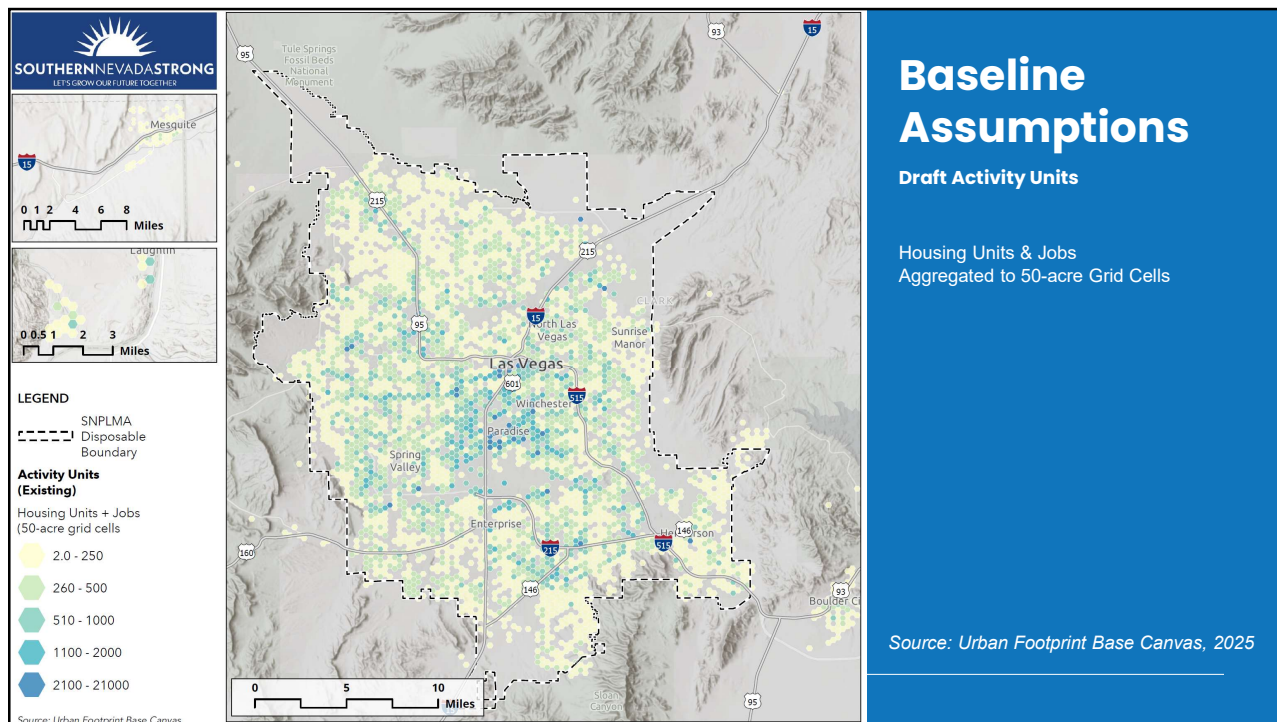 SOUTHERNNEVADASTRONG
LET'S GROW OUR FUTURE TOGETHER
Mesquite
15
0 1 2 4 6 8
Miles
Laughlin
0 0.5 1 2 3
Miles
LEGEND
SNPLMA
Disposable
Boundary
Activity Units
(Existing)
Housing Units + Jobs
(50-acre grid cells
2.0 - 250
260 - 500
510 - 1000
1100 - 2000
2100 - 21000
Source: Urban Footprint Base Canvas
95
Tule Springs
Fossil Beds
National
Monument
93
15
215
215
CLARK
95
15
North Las
Vegas
Sunrise
Manor
Las Vegas
601
515
Winchester
Paradise
Spring
Valley
Enterprise
146
Henderson
160
215
515
146
93
Boulder Ci
Sloan
Canyon
95
0 5 10
Miles
Baseline
Assumptions
Draft Activity Units
Housing Units & Jobs
Aggregated to 50-acre Grid Cells
Source: Urban Footprint Base Canvas, 2025